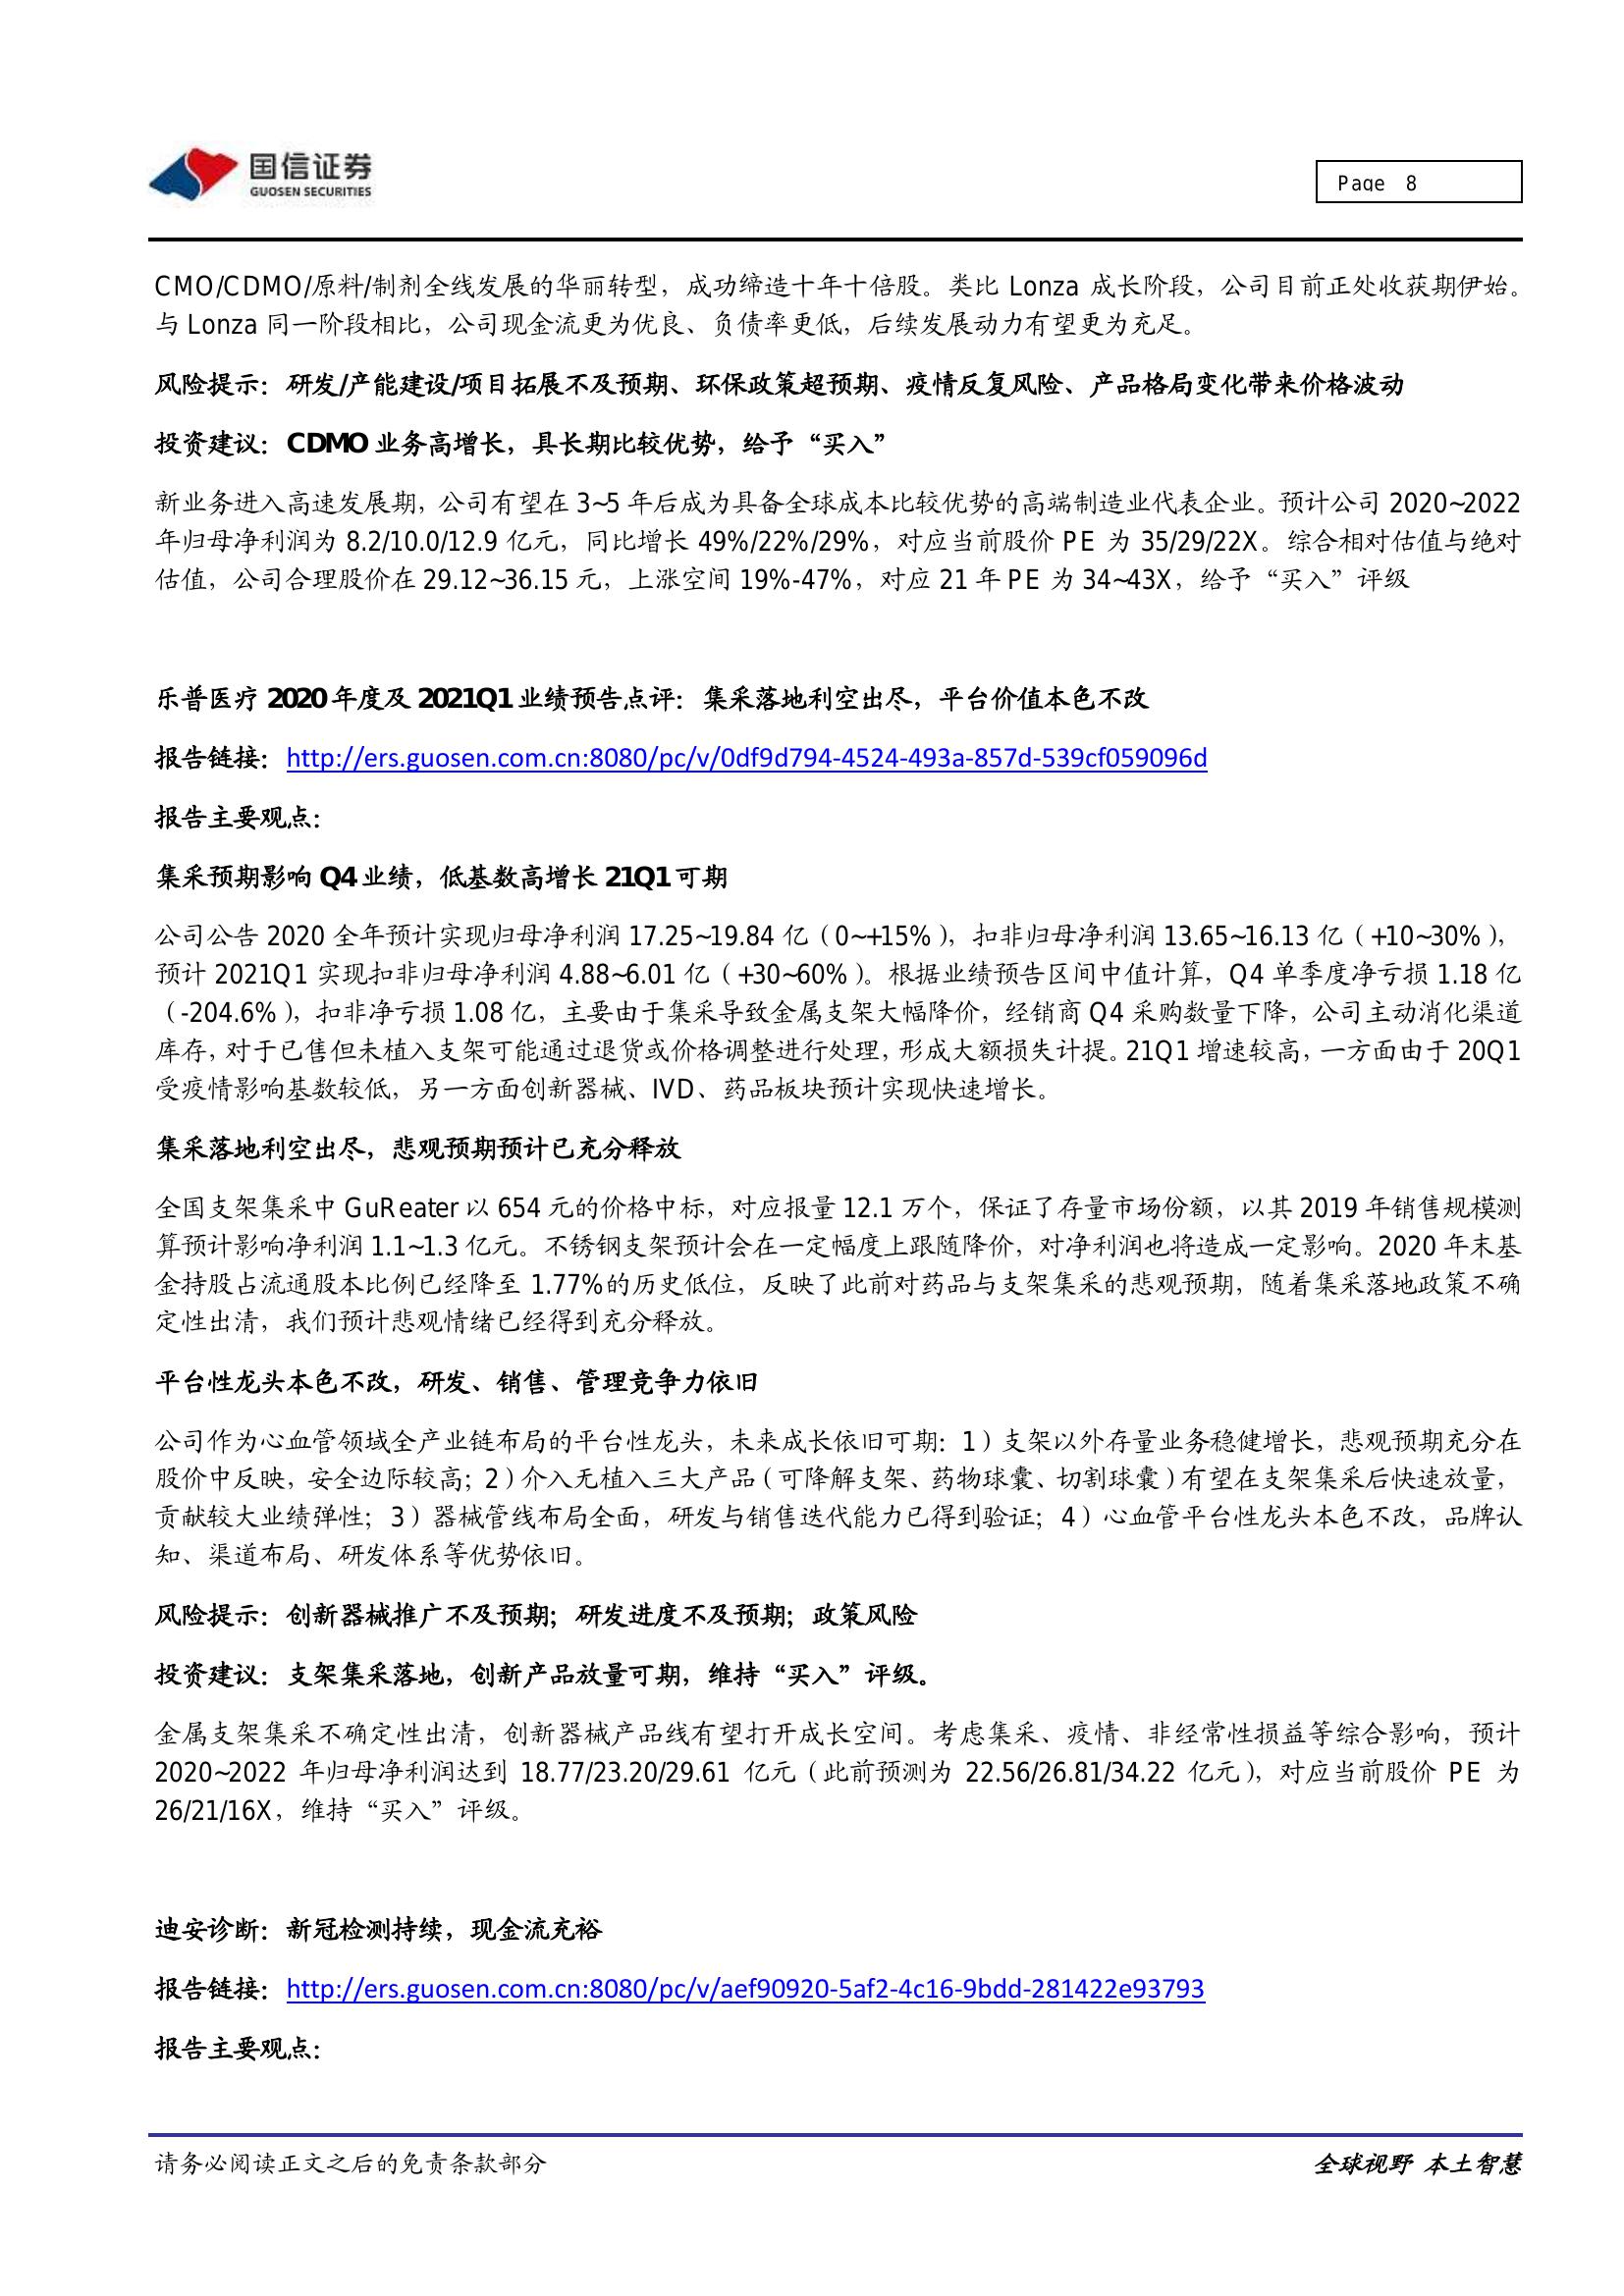 国信证券
GUOSEN SECURITIES
Page 8
CMO/CDMO/原料/制剂全线发展的华丽转型，成功缔造十年十倍股。类比 Lonza 成长阶段，公司目前正处收获期伊始。
与 Lonza 同一阶段相比，公司现金流更为优良、负债率更低，后续发展动力有望更为充足。
风险提示：研发/产能建设/项目拓展不及预期、环保政策超预期、疫情反复风险、产品格局变化带来价格波动
投资建议：CDMO 业务高增长，具长期比较优势，给予“买入”
新业务进入高速发展期，公司有望在 3~5 年后成为具备全球成本比较优势的高端制造业代表企业。预计公司 2020~2022
年归母净利润为 8.2/10.0/12.9 亿元，同比增长 49%/22%/29%，对应当前股价 PE 为 35/29/22X。综合相对估值与绝对
估值，公司合理股价在 29.12~36.15 元，上涨空间 19%-47%，对应 21 年 PE 为 34~43X，给予“买入”评级
乐普医疗 2020 年度及 2021Q1 业绩预告点评：集采落地利空出尽，平台价值本色不改
报告链接：http://ers.guosen.com.cn:8080/pc/v/0df9d794-4524-493a-857d-539cf059096d
报告主要观点：
集采预期影响 Q4 业绩，低基数高增长 21Q1 可期
公司公告 2020 全年预计实现归母净利润 17.25~19.84 亿（0~+15%），扣非归母净利润 13.65~16.13 亿（+10~30%），
预计 2021Q1 实现扣非归母净利润 4.88~6.01 亿（+30~60%）。根据业绩预告区间中值计算，Q4 单季度净亏损 1.18 亿
（-204.6%），扣非净亏损 1.08 亿，主要由于集采导致金属支架大幅降价，经销商 Q4 采购数量下降，公司主动消化渠道
库存，对于已售但未植入支架可能通过退货或价格调整进行处理，形成大额损失计提。21Q1 增速较高，一方面由于 20Q1
受疫情影响基数较低，另一方面创新器械、IVD、药品板块预计实现快速增长。
集采落地利空出尽，悲观预期预计已充分释放
全国支架集采中 GuReater 以 654 元的价格中标，对应报量 12.1 万个，保证了存量市场份额，以其 2019 年销售规模测
算预计影响净利润 1.1~1.3 亿元。不锈钢支架预计会在一定幅度上跟随降价，对净利润也将造成一定影响。2020 年末基
金持股占流通股本比例已经降至 1.77%的历史低位，反映了此前对药品与支架集采的悲观预期，随着集采落地政策不确
定性出清，我们预计悲观情绪已经得到充分释放。
平台性龙头本色不改，研发、销售、管理竞争力依旧
公司作为心血管领域全产业链布局的平台性龙头，未来成长依旧可期：1）支架以外存量业务稳健增长，悲观预期充分在
股价中反映，安全边际较高；2）介入无植入三大产品（可降解支架、药物球囊、切割球囊）有望在支架集采后快速放量，
贡献较大业绩弹性；3）器械管线布局全面，研发与销售迭代能力已得到验证；4）心血管平台性龙头本色不改，品牌认
知、渠道布局、研发体系等优势依旧。
风险提示：创新器械推广不及预期；研发进度不及预期；政策风险
投资建议：支架集采落地，创新产品放量可期，维持“买入”评级。
金属支架集采不确定性出清，创新器械产品线有望打开成长空间。考虑集采、疫情、非经常性损益等综合影响，预计
2020~2022 年归母净利润达到 18.77/23.20/29.61 亿元（此前预测为 22.56/26.81/34.22 亿元），对应当前股价 PE 为
26/21/16X，维持“买入”评级。
迪安诊断：新冠检测持续，现金流充裕
报告链接：http://ers.guosen.com.cn:8080/pc/v/aef90920-5af2-4c16-9bdd-281422e93793
报告主要观点：
请务必阅读正文之后的免责条款部分
全球视野 本土智慧